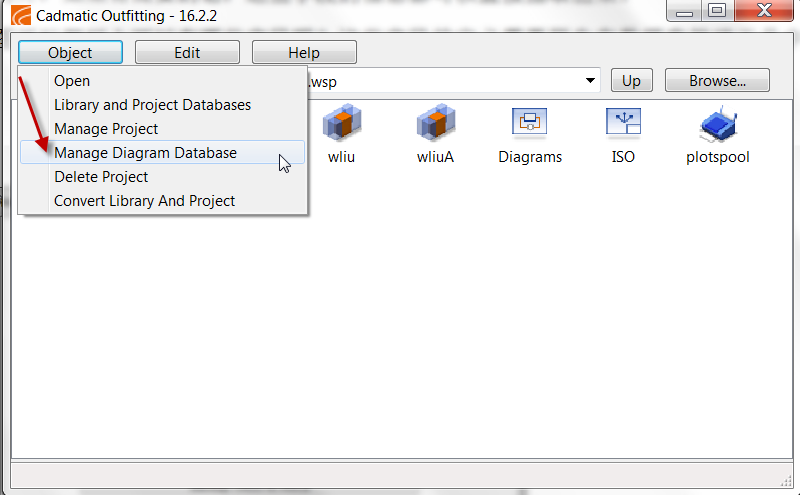 Cadmatic Outfitting - 16.2.2
Object Edit Help
Open .wsp Up Browse...
Library and Project Databases
Manage Project
Manage Diagram Database
Delete Project
Convert Library And Project
wliu wliuA Diagrams ISO plotspool